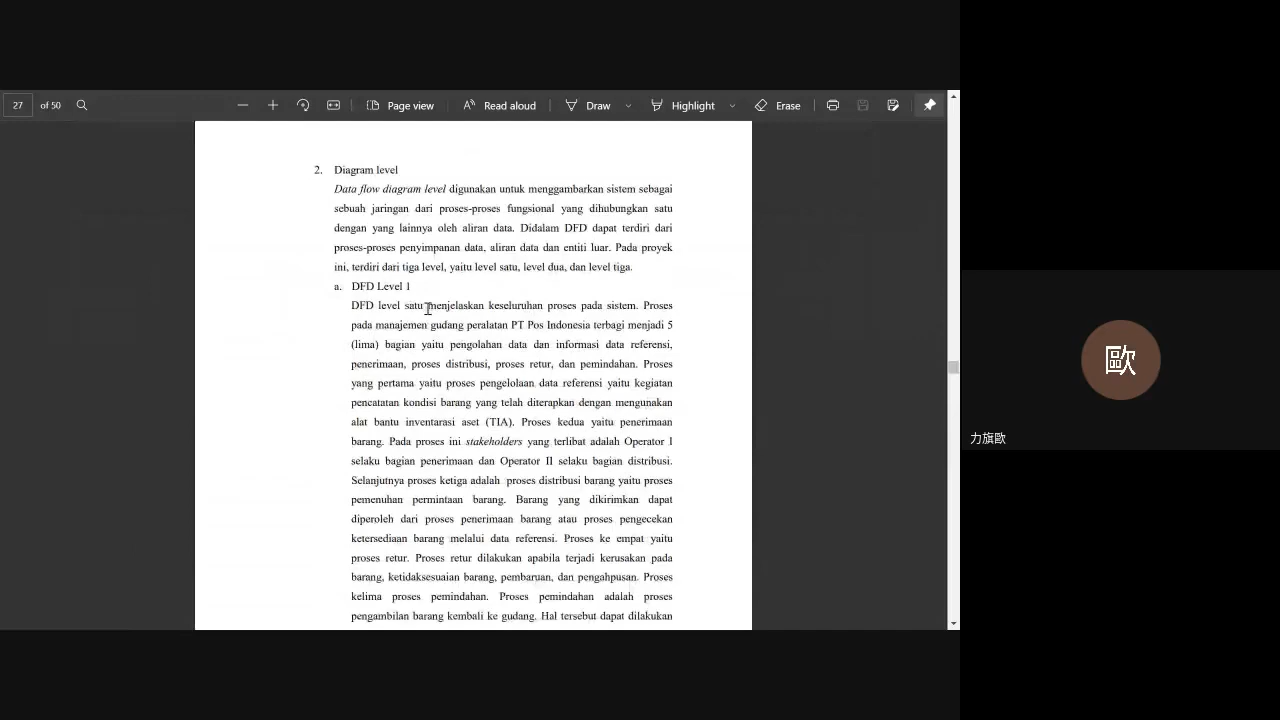 27 of 50 Page view Read aloud Draw Highlight Erase
2. Diagram level
Data flow diagram level digunakan untuk menggambarkan sistem sebagai
sebuah jaringan dari proses-proses fungsional yang dihubungkan satu
dengan yang lainnya oleh aliran data. Didalam DFD dapat terdiri dari
proses-proses penyimpanan data, aliran data dan entiti luar. Pada proyek
ini, terdiri dari tiga level, yaitu level satu, level dua, dan level tiga.
a. DFD Level 1
DFD level satu menjelaskan keseluruhan proses pada sistem. Proses
pada manajemen gudang peralatan PT Pos Indonesia terbagi menjadi 5
(lima) bagian yaitu pengolahan data dan informasi data referensi,
penerimaan, proses distribusi, proses retur, dan pemindahan. Proses
yang pertama yaitu proses pengelolaan data referensi yaitu kegiatan
pencatatan kondisi barang yang telah diterapkan dengan mengunakan
alat bantu inventarasi aset (TIA). Proses kedua yaitu penerimaan
barang. Pada proses ini stakeholders yang terlibat adalah Operator I
selaku bagian penerimaan dan Operator II selaku bagian distribusi.
Selanjutnya proses ketiga adalah proses distribusi barang yaitu proses
pemenuhan permintaan barang. Barang yang dikirimkan dapat
diperoleh dari proses penerimaan barang atau proses pengecekan
ketersediaan barang melalui data referensi. Proses ke empat yaitu
proses retur. Proses retur dilakukan apabila terjadi kerusakan pada
barang, ketidaksesuaian barang, pembaruan, dan pengahpusan. Proses
kelima proses pemindahan. Proses pemindahan adalah proses
pengambilan barang kembali ke gudang. Hal tersebut dapat dilakukan
歐
力旗歐